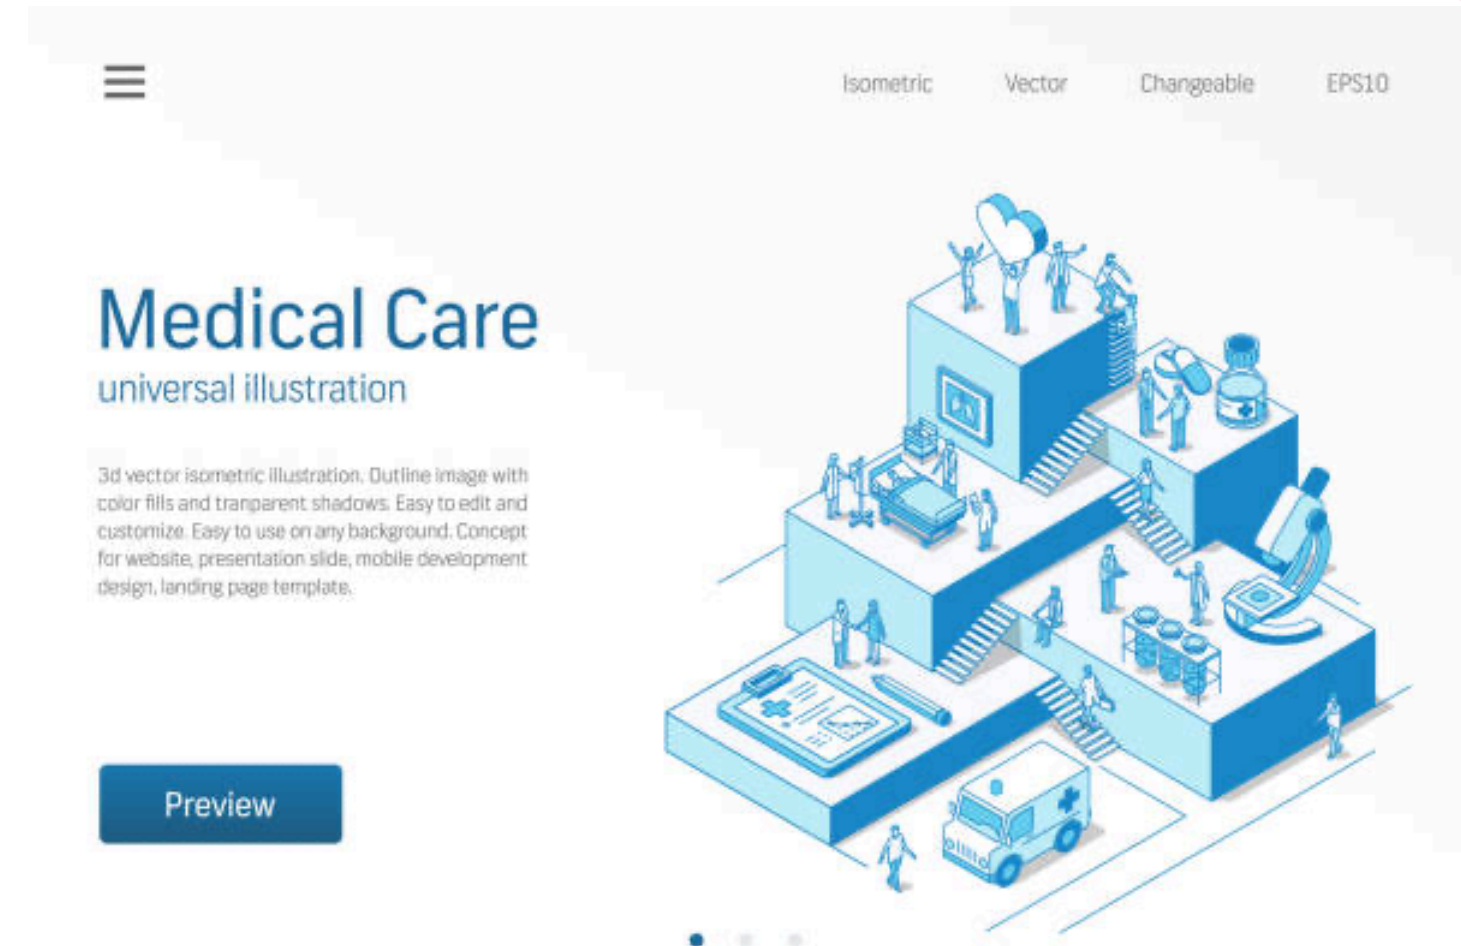 Isometric Vector Changeable EPS10
Medical Care
universal illustration
3d vector isometric illustration. Outline image with
color fills and tranparent shadows. Easy to edit and
customize. Easy to use on any background. Concept
for website, presentation slide, mobile development
design, landing page template.
Preview